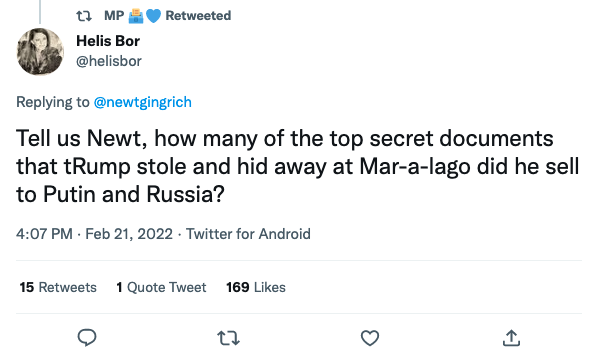 MP 🗳️💙 Retweeted
Helis Bor
@helisbor
Replying to @newtgingrich
Tell us Newt, how many of the top secret documents
that tRump stole and hid away at Mar-a-lago did he sell
to Putin and Russia?
4:07 PM · Feb 21, 2022 · Twitter for Android
15 Retweets 1 Quote Tweet 169 Likes